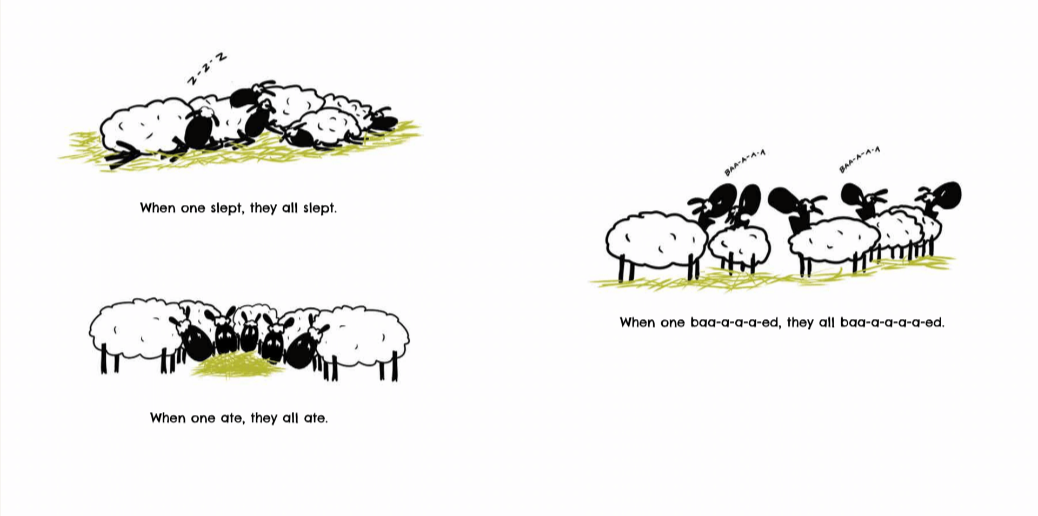 Z-Z-Z
When one slept, they all slept.
When one ate, they all ate.
BAA-A-A-A
BAA-A-A-A
When one baa-a-a-a-ed, they all baa-a-a-a-a-ed.